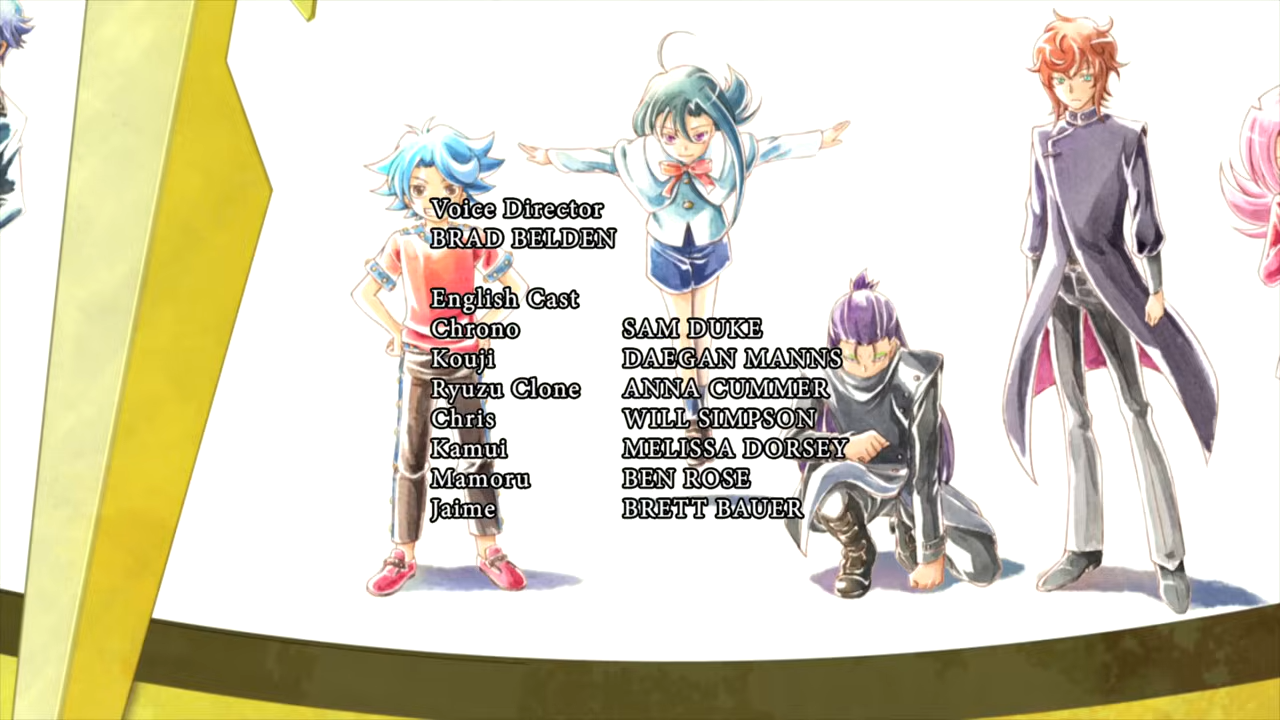 Voice Director
BRAD BELDEN
English Cast
Chrono SAM DUKE
Kouji DAEGAN MANNS
Ryuzu Clone ANNA CUMMER
Chris WILL SIMPSON
Kamui MELISSA DORSEY
Mamoru BEN ROSE
Jaime BRETT BAUER